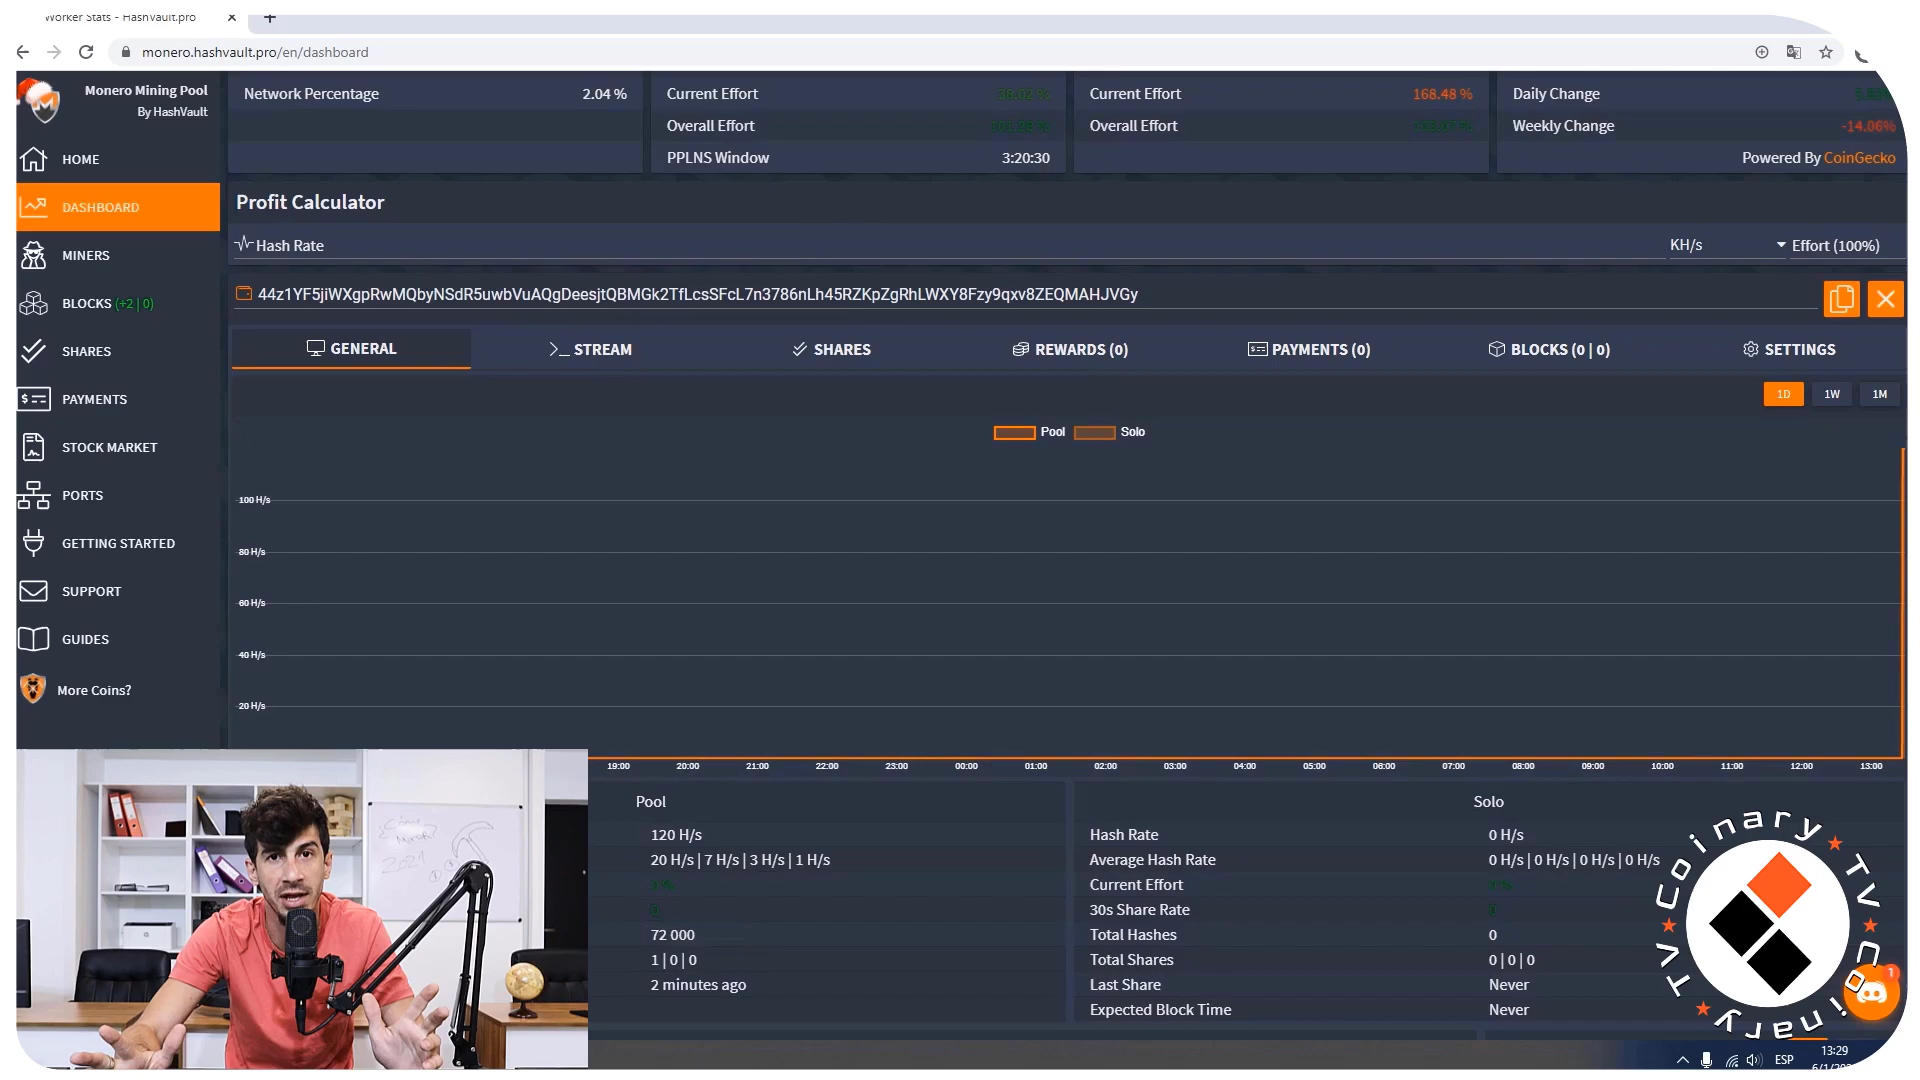 Worker Stats - HashVault.pro
monero.hashvault.pro/en/dashboard
Monero Mining Pool
By HashVault
HOME
DASHBOARD
MINERS
BLOCKS (+2 | 0)
SHARES
PAYMENTS
STOCK MARKET
PORTS
GETTING STARTED
SUPPORT
GUIDES
More Coins?
Network Percentage 2.04 %
Current Effort
Overall Effort
PPLNS Window 3:20:30
Current Effort 168.48 %
Overall Effort
Daily Change
Weekly Change -14.06%
Powered By CoinGecko
Profit Calculator
Hash Rate KH/s Effort (100%)
44z1YF5jiWXgpRwMQbyNSdR5uwbVuAQgDeesjtQBMGk2TfLcsSFcL7n3786nLh45RZKpZgRhLWXY8Fzy9qxv8ZEQMAHJVGy
GENERAL STREAM SHARES REWARDS (0) PAYMENTS (0) BLOCKS (0 | 0) SETTINGS
1D 1W 1M
Pool Solo
100 H/s
80 H/s
60 H/s
40 H/s
20 H/s
19:00 20:00 21:00 22:00 23:00 00:00 01:00 02:00 03:00 04:00 05:00 06:00 07:00 08:00 09:00 10:00 11:00 12:00 13:00
Pool
120 H/s
20 H/s | 7 H/s | 3 H/s | 1 H/s
72 000
1 | 0 | 0
2 minutes ago
Solo
Hash Rate 0 H/s
Average Hash Rate 0 H/s | 0 H/s | 0 H/s | 0 H/s
Current Effort
30s Share Rate 0
Total Hashes 0
Total Shares 0 | 0 | 0
Last Share Never
Expected Block Time Never
Coinary TV Coinary TV
1
ESP
13:29